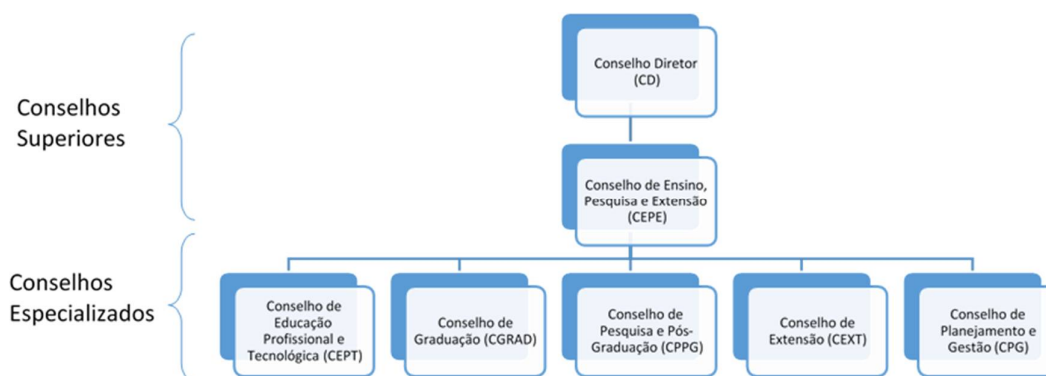 Conselhos
Superiores
Conselho Diretor
(CD)
Conselho de Ensino,
Pesquisa e Extensão
(CEPE)
Conselhos
Especializados
Conselho de
Educação
Profissional e
Tecnológica (CEPT)
Conselho de
Graduação (CGRAD)
Conselho de
Pesquisa e Pós-
Graduação (CPPG)
Conselho de
Extensão (CEXT)
Conselho de
Planejamento e
Gestão (CPG)